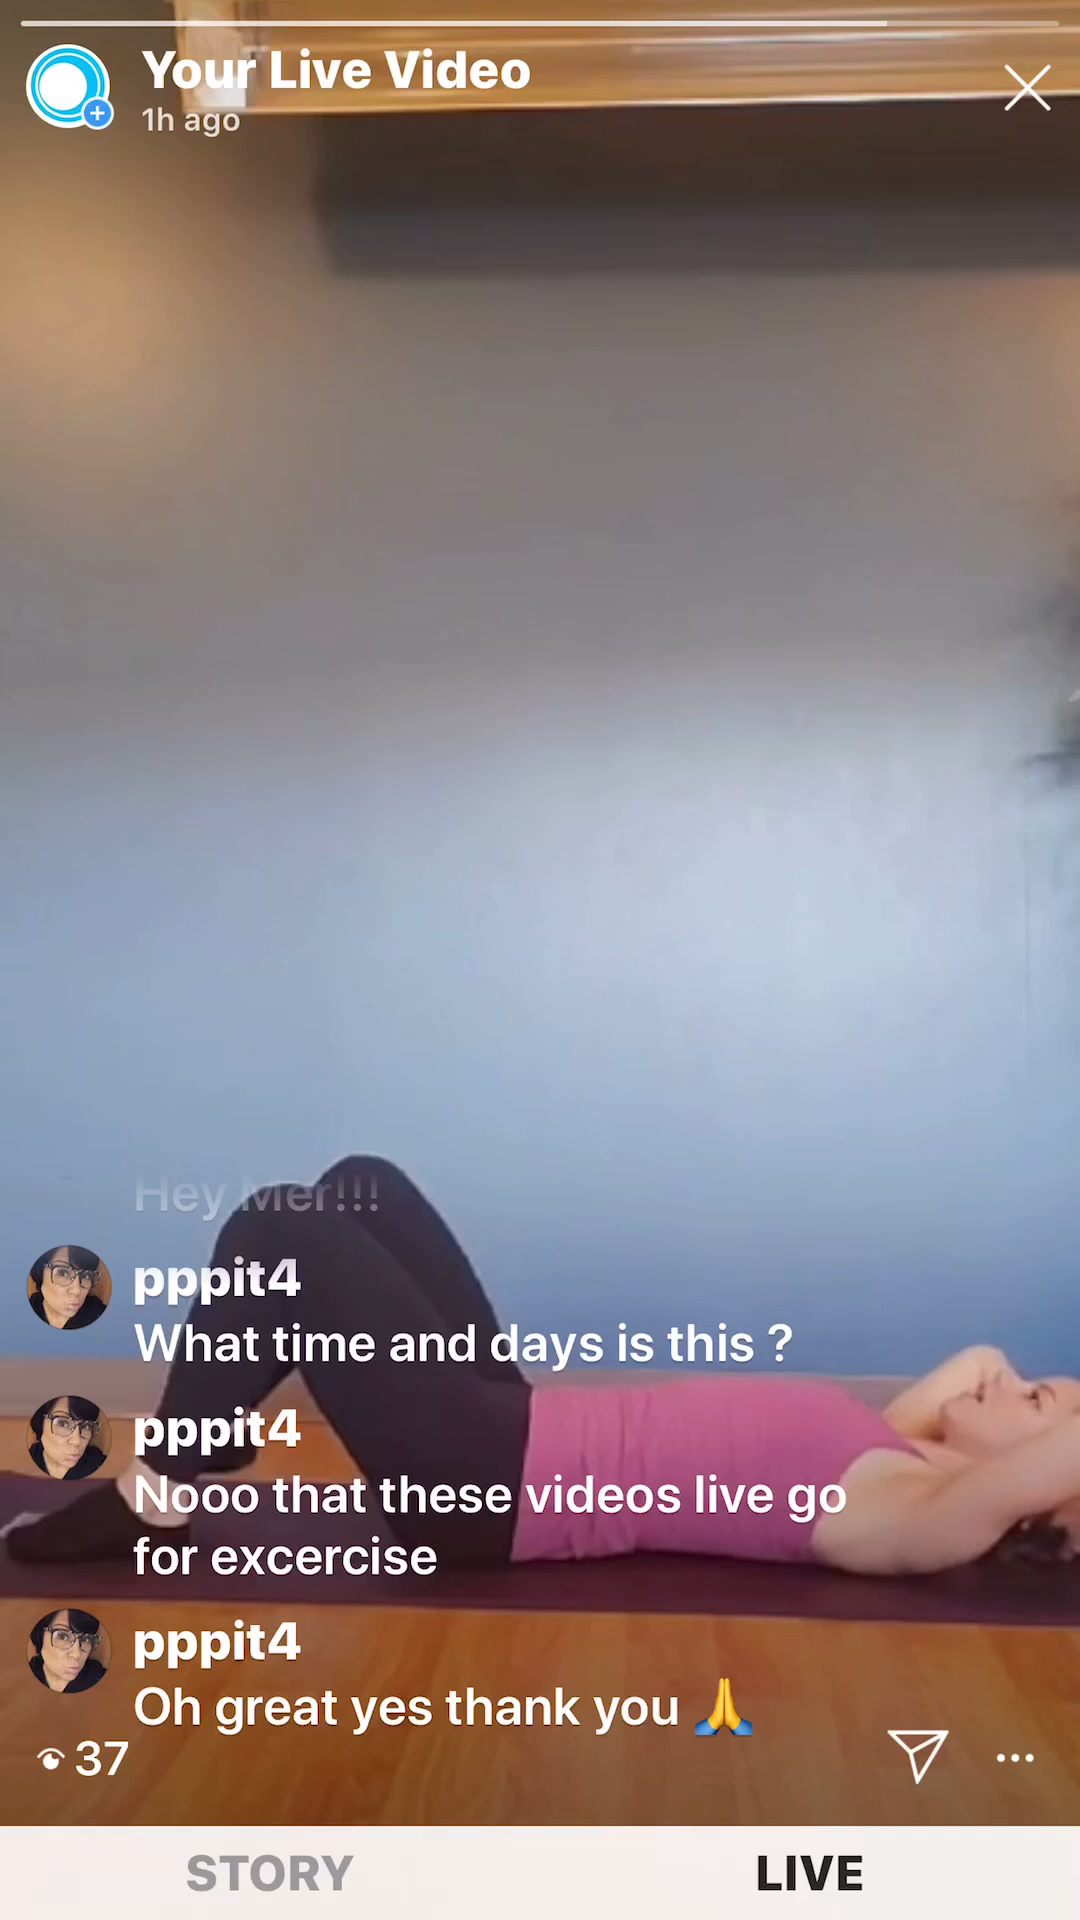 Your Live Video
1h ago
Hey Mer!!!
pppit4
What time and days is this ?
pppit4
Nooo that these videos live go
for excercise
pppit4
Oh great yes thank you 🙏
37
STORY
LIVE